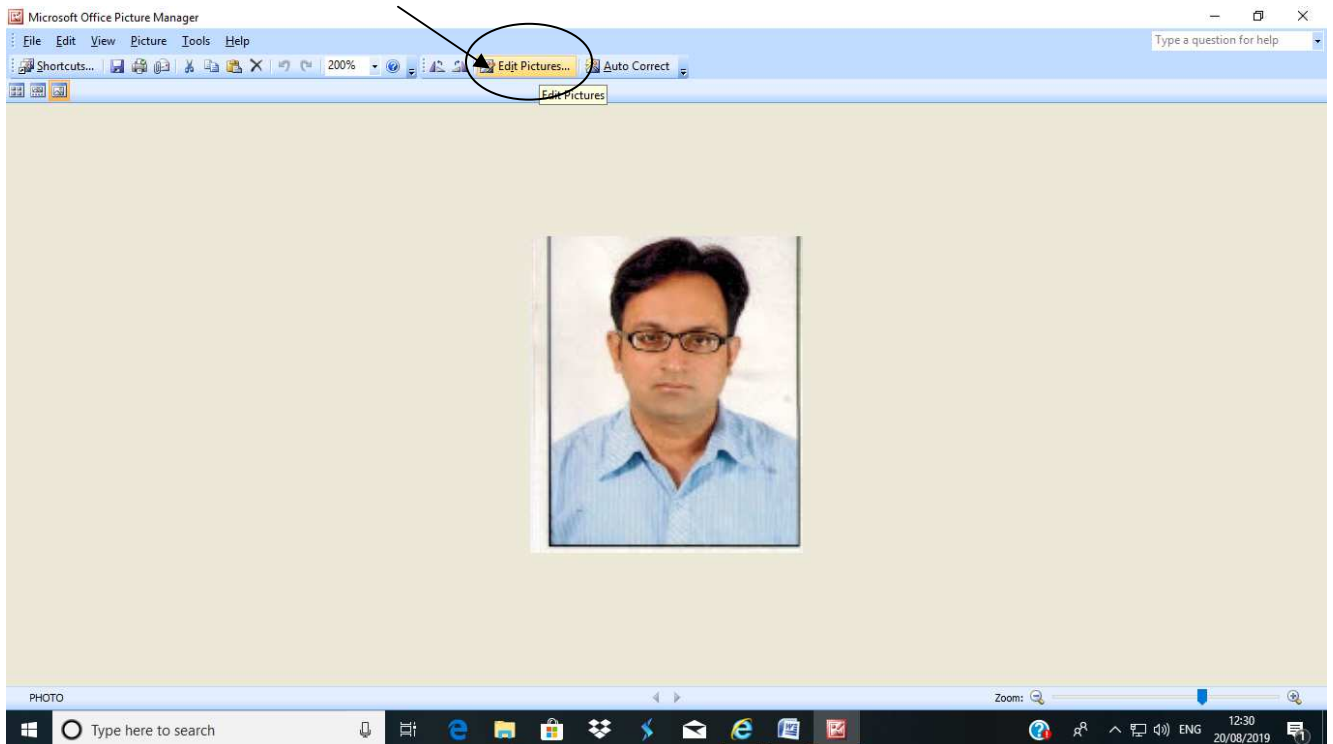 Microsoft Office Picture Manager
File Edit View Picture Tools Help
Type a question for help
Shortcuts... 200% Edit Pictures... Auto Correct
Edit Pictures
PHOTO
Zoom:
Type here to search
ENG
12:30
20/08/2019
1